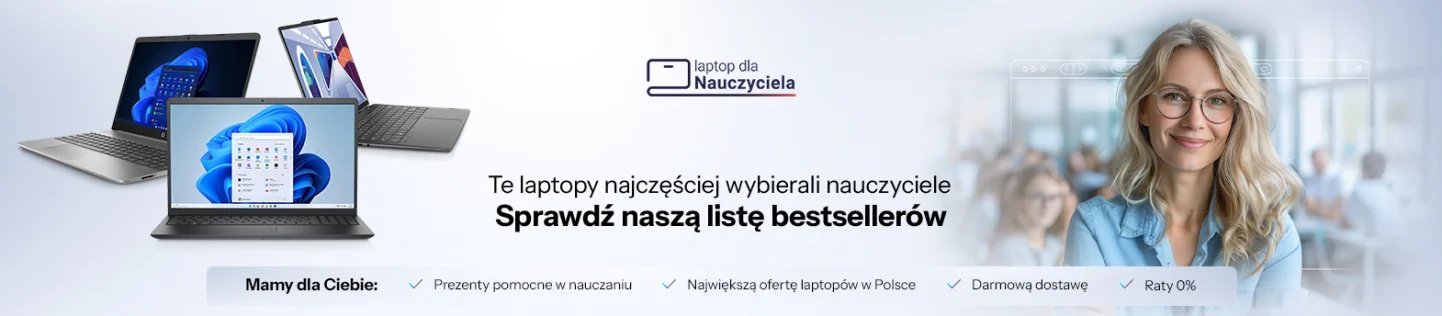 laptop dla
Nauczyciela
Te laptopy najczęściej wybierali nauczyciele
Sprawdź naszą listę bestsellerów
Mamy dla Ciebie:
Prezenty pomocne w nauczaniu
Największą ofertę laptopów w Polsce
Darmową dostawę
Raty 0%